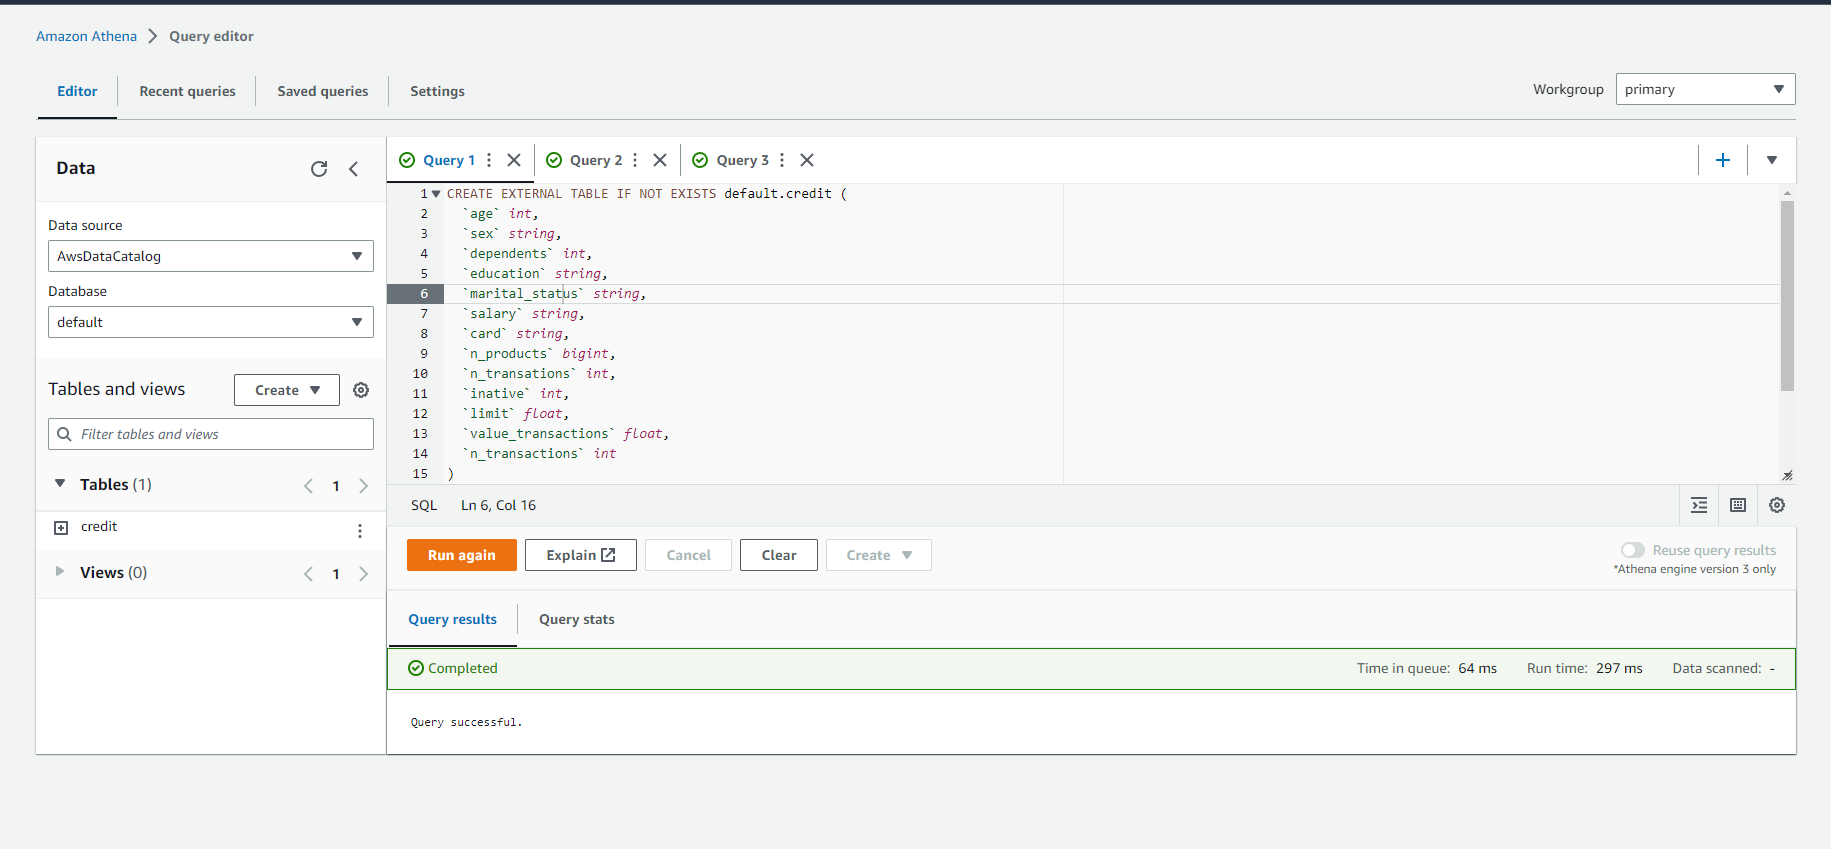 Amazon Athena > Query editor
Editor Recent queries Saved queries Settings
Workgroup primary
Data
Data source
AwsDataCatalog
Database
default
Tables and views Create
Filter tables and views
Tables (1) < 1 >
credit
Views (0) < 1 >
Query 1 Query 2 Query 3
1 CREATE EXTERNAL TABLE IF NOT EXISTS default.credit (
2 `age` int,
3 `sex` string,
4 `dependents` int,
5 `education` string,
6 `marital_status` string,
7 `salary` string,
8 `card` string,
9 `n_products` bigint,
10 `n_transations` int,
11 `inative` int,
12 `limit` float,
13 `value_transactions` float,
14 `n_transactions` int
15 )
SQL Ln 6, Col 16
Run again Explain Cancel Clear Create
Reuse query results
*Athena engine version 3 only
Query results Query stats
Completed Time in queue: 64 ms Run time: 297 ms Data scanned: -
Query successful.